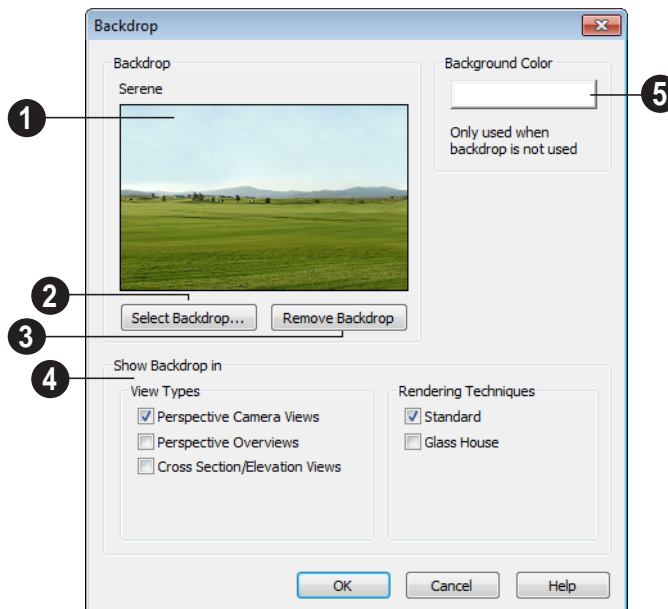 Backdrop
Backdrop
Serene
1
2
Select Backdrop...
Remove Backdrop
3
Background Color
5
Only used when
backdrop is not used
4
Show Backdrop in
View Types
Perspective Camera Views
Perspective Overviews
Cross Section/Elevation Views
Rendering Techniques
Standard
Glass House
OK
Cancel
Help